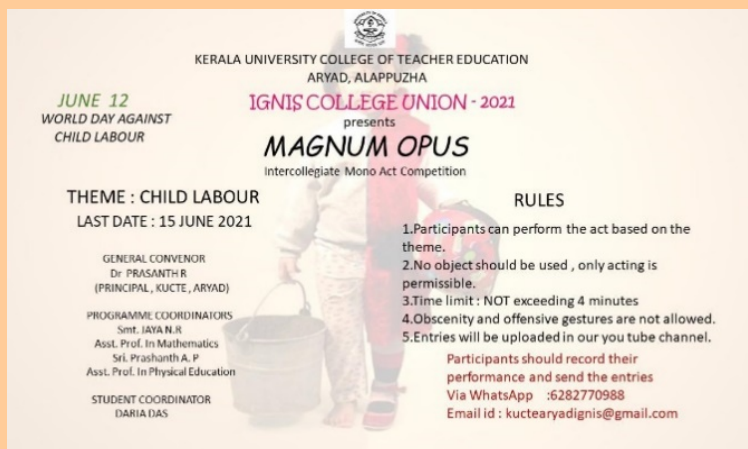 KERALA UNIVERSITY COLLEGE OF TEACHER EDUCATION
ARYAD, ALAPPUZHA
IGNIS COLLEGE UNION - 2021
presents
MAGNUM OPUS
Intercollegiate Mono Act Competition
JUNE 12
WORLD DAY AGAINST
CHILD LABOUR
THEME : CHILD LABOUR
LAST DATE : 15 JUNE 2021
GENERAL CONVENOR
Dr PRASANTH R
(PRINCIPAL , KUCTE , ARYAD)
PROGRAMME COORDINATORS
Smt. JAYA N.R
Asst. Prof. In Mathematics
Sri. Prashanth A. P
Asst. Prof. In Physical Education
STUDENT COORDINATOR
DARIA DAS
RULES
1.Participants can perform the act based on the
theme.
2.No object should be used , only acting is
permissible.
3.Time limit : NOT exceeding 4 minutes
4.Obscenity and offensive gestures are not allowed.
5.Entries will be uploaded in our you tube channel.
Participants should record their
performance and send the entries
Via WhatsApp :6282770988
Email id : kuctearyadignis@gmail.com